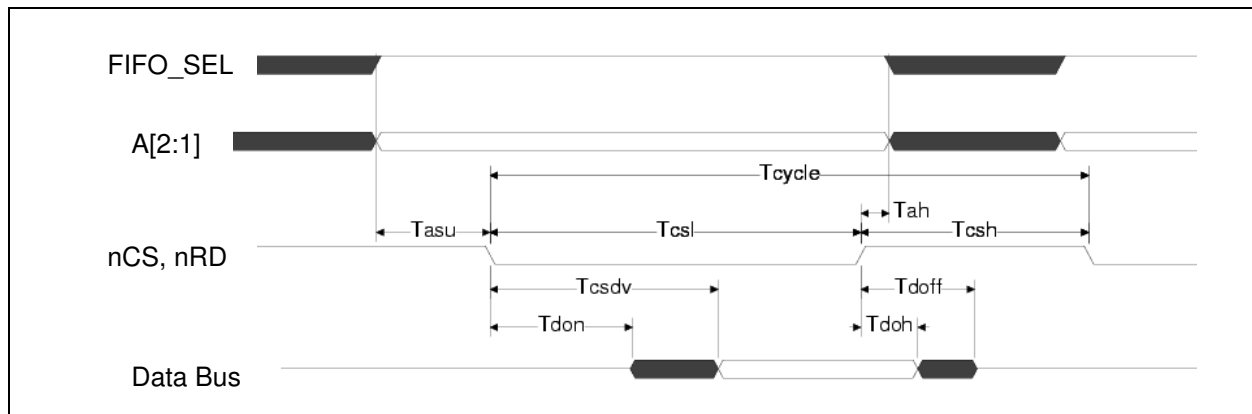 FIFO_SEL
A[2:1]
Tcycle
Tah
Tasu
Tcsl
Tcsh
nCS, nRD
Tcsdv
Tdoff
Tdon
Tdoh
Data Bus